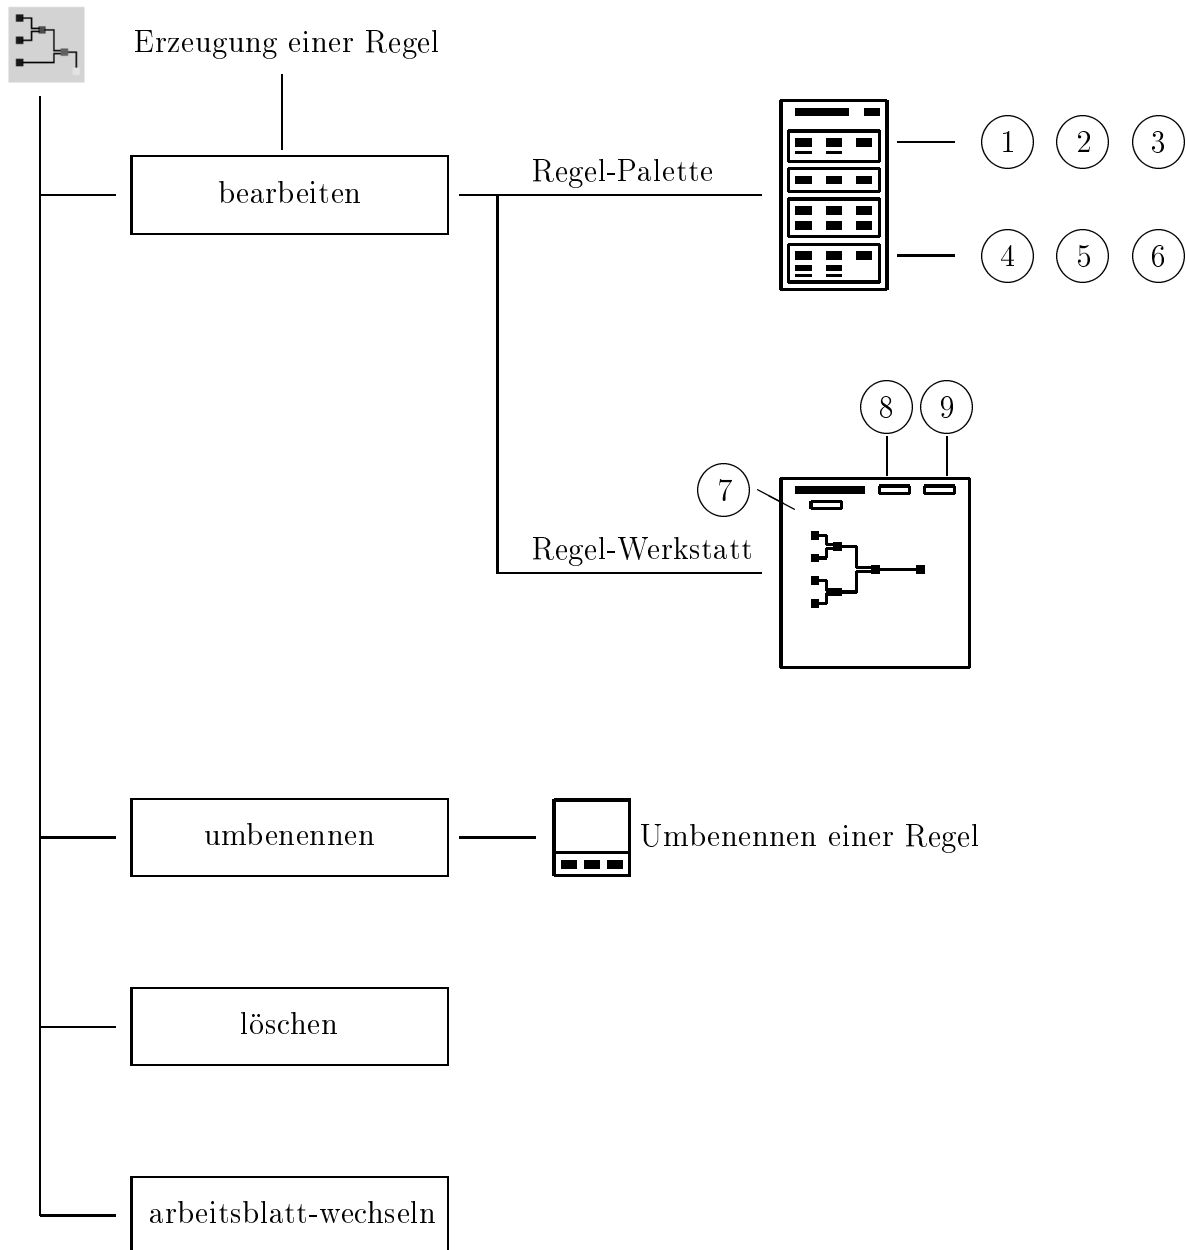 Erzeugung einer Regel
bearbeiten
Regel-Palette
1 2 3
4 5 6
8 9
7
Regel-Werkstatt
umbenennen
Umbenennen einer Regel
löschen
arbeitsblatt-wechseln